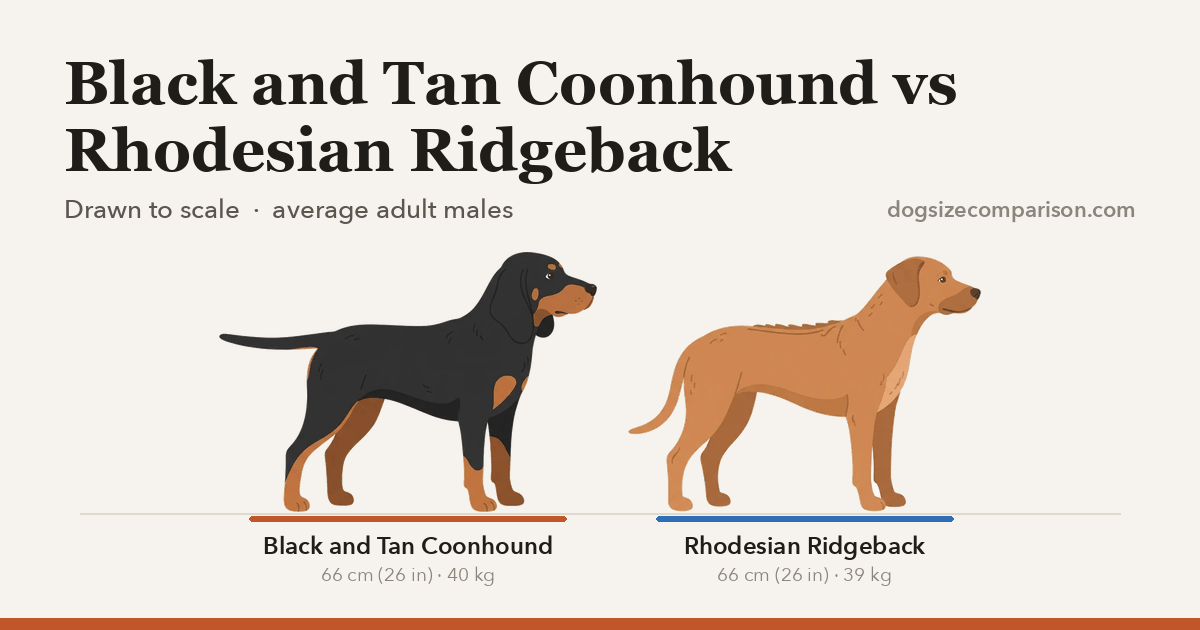 Black and Tan Coonhound vs
Rhodesian Ridgeback
Drawn to scale · average adult males
dogsizecomparison.com
Black and Tan Coonhound
66 cm (26 in) · 40 kg
Rhodesian Ridgeback
66 cm (26 in) · 39 kg